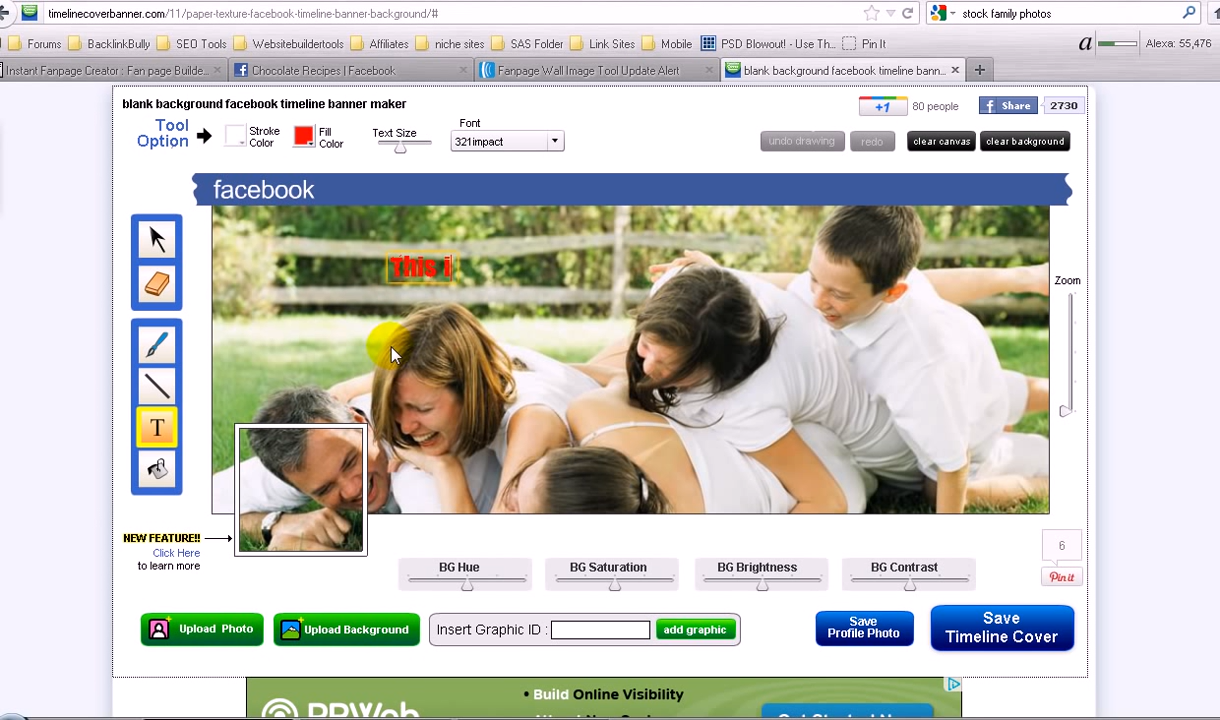 timelinecoverbanner.com/11/paper-texture-facebook-timeline-banner-background/#
stock family photos
Forums BacklinkBully SEO Tools Websitebuildertools Affiliates niche sites SAS Folder Link Sites Mobile PSD Blowout! - Use Th... Pin It a Alexa: 55,476
Instant Fanpage Creator : Fan page Builde... Chocolate Recipes | Facebook Fanpage Wall Image Tool Update Alert blank background facebook timeline bann...
blank background facebook timeline banner maker
+1 80 people Share 2730
Tool Option
Stroke Color
Fill Color
Text Size
Font
321impact
undo drawing redo clear canvas clear background
facebook
This i
Zoom
T
NEW FEATURE!!
Click Here
to learn more
BG Hue BG Saturation BG Brightness BG Contrast
6
Pin it
Upload Photo Upload Background Insert Graphic ID : add graphic
Save Profile Photo
Save Timeline Cover
• Build Online Visibility
PRWeb